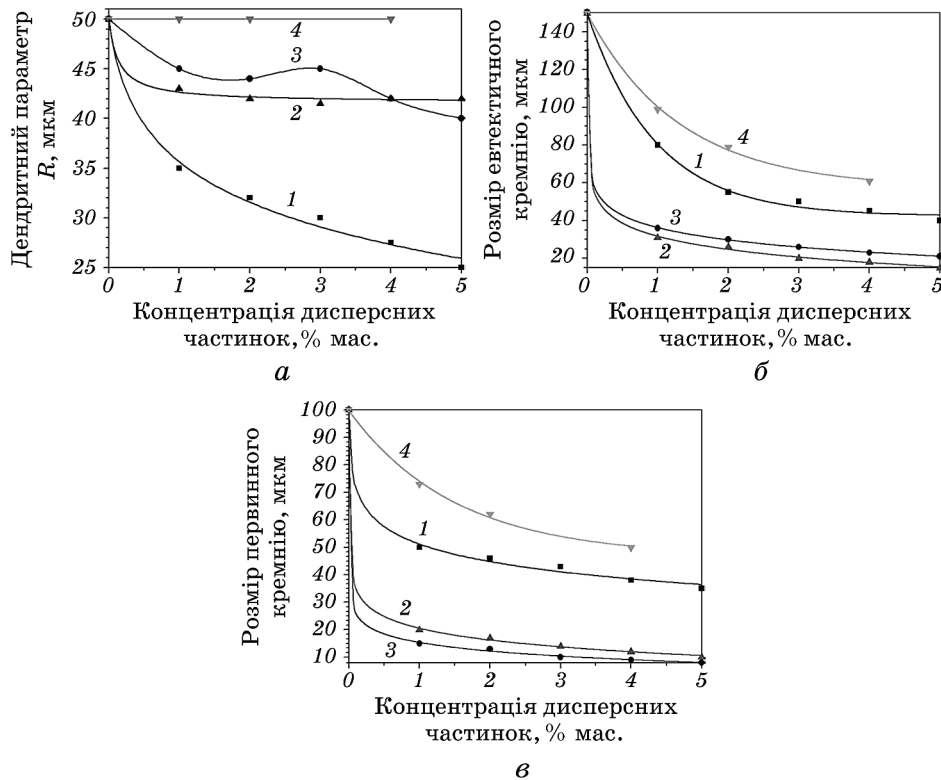 Дендритний параметр
R, мкм
50
45
40
35
30
25
4
3
2
1
0 1 2 3 4 5
Концентрація дисперсних
частинок, % мас.
а
Розмір евтектичного
кремнію, мкм
140
120
100
80
60
40
20
4
1
3
2
0 1 2 3 4 5
Концентрація дисперсних
частинок, % мас.
б
Розмір первинного
кремнію, мкм
100
90
80
70
60
50
40
30
20
10
4
1
2
3
0 1 2 3 4 5
Концентрація дисперсних
частинок, % мас.
в